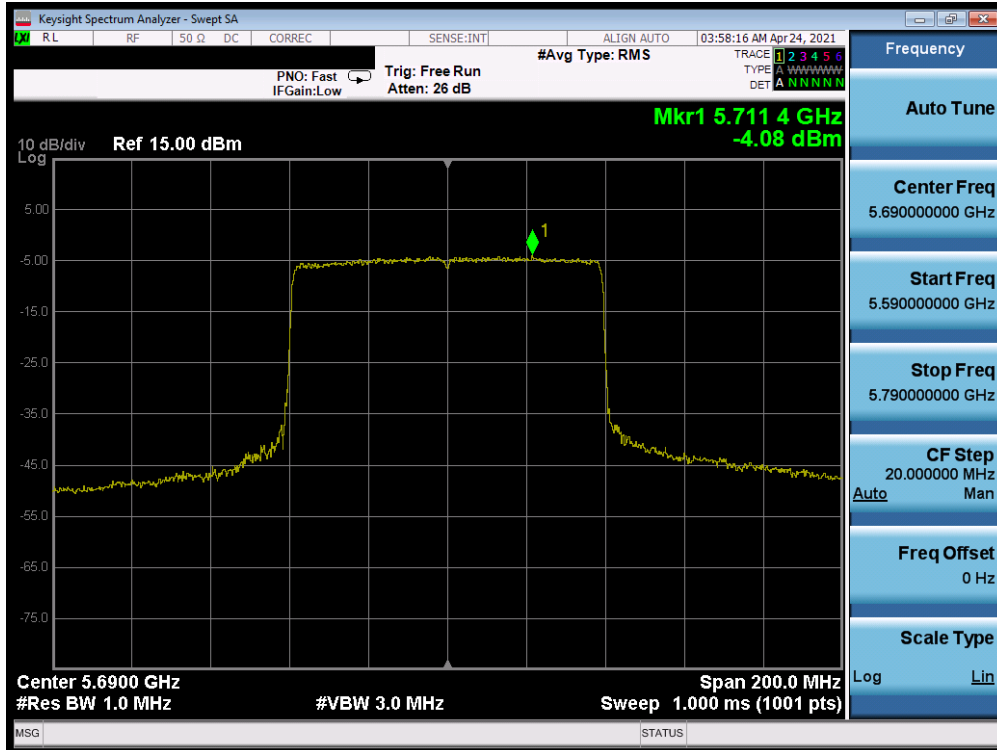 Keysight Spectrum Analyzer - Swept SA
LXI RL RF 50 Ω DC CORREC SENSE:INT ALIGN AUTO 03:58:16 AM Apr 24, 2021
Frequency
#Avg Type: RMS
TRACE 1 2 3 4 5 6
TYPE A WWWWW
DET A N N N N N
PNO: Fast
IFGain:Low
Trig: Free Run
Atten: 26 dB
Auto Tune
Mkr1 5.711 4 GHz
-4.08 dBm
10 dB/div
Log
Ref 15.00 dBm
5.00
-5.00
-15.0
-25.0
-35.0
-45.0
-55.0
-65.0
-75.0
1
Center Freq
5.690000000 GHz
Start Freq
5.590000000 GHz
Stop Freq
5.790000000 GHz
CF Step
20.000000 MHz
Auto Man
Freq Offset
0 Hz
Scale Type
Log Lin
Center 5.6900 GHz
Span 200.0 MHz
#Res BW 1.0 MHz
#VBW 3.0 MHz
Sweep 1.000 ms (1001 pts)
MSG
STATUS